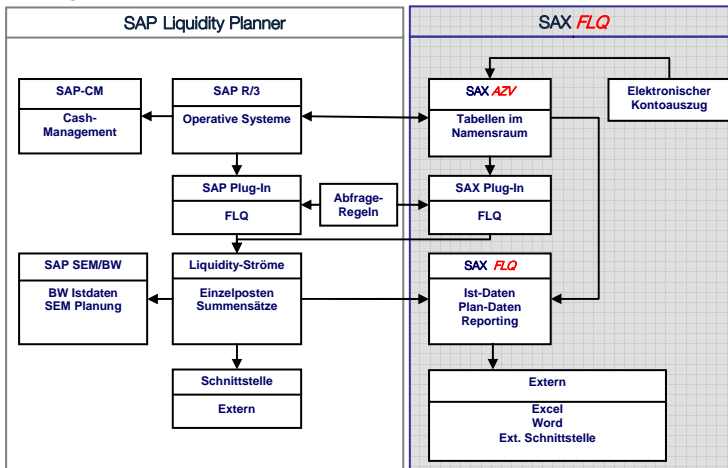 SAP Liquidity Planner
SAX FLQ
SAP-CM
Cash-
Management
SAP R/3
Operative Systeme
SAX AZV
Tabellen im
Namensraum
Elektronischer
Kontoauszug
SAP Plug-In
FLQ
Abfrage-
Regeln
SAX Plug-In
FLQ
SAP SEM/BW
BW Istdaten
SEM Planung
Liquidity-Ströme
Einzelposten
Summensätze
SAX FLQ
Ist-Daten
Plan-Daten
Reporting
Schnittstelle
Extern
Extern
Excel
Word
Ext. Schnittstelle